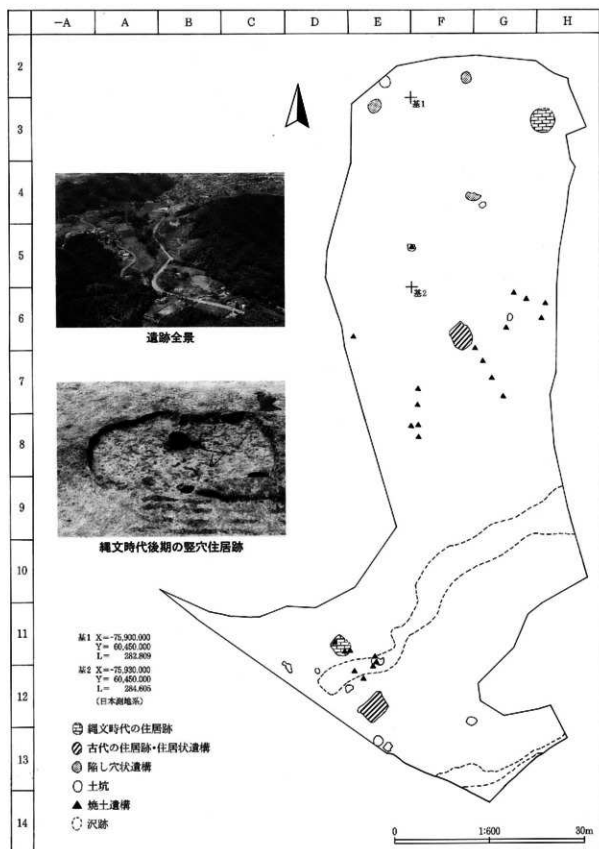 −A A B C D E F G H
2
3
4
5
6
7
8
9
10
11
12
13
14
基1
基2
遺跡全景
縄文時代後期の竪穴住居跡
基1 X=-75,900.000
Y= 60,450.000
L= 282.809
基2 X=-75,930.000
Y= 60,450.000
L= 284.605
(日本測地系)
縄文時代の住居跡
古代の住居跡・住居状遺構
陥し穴状遺構
土坑
焼土遺構
沢跡
0 1:600 30m